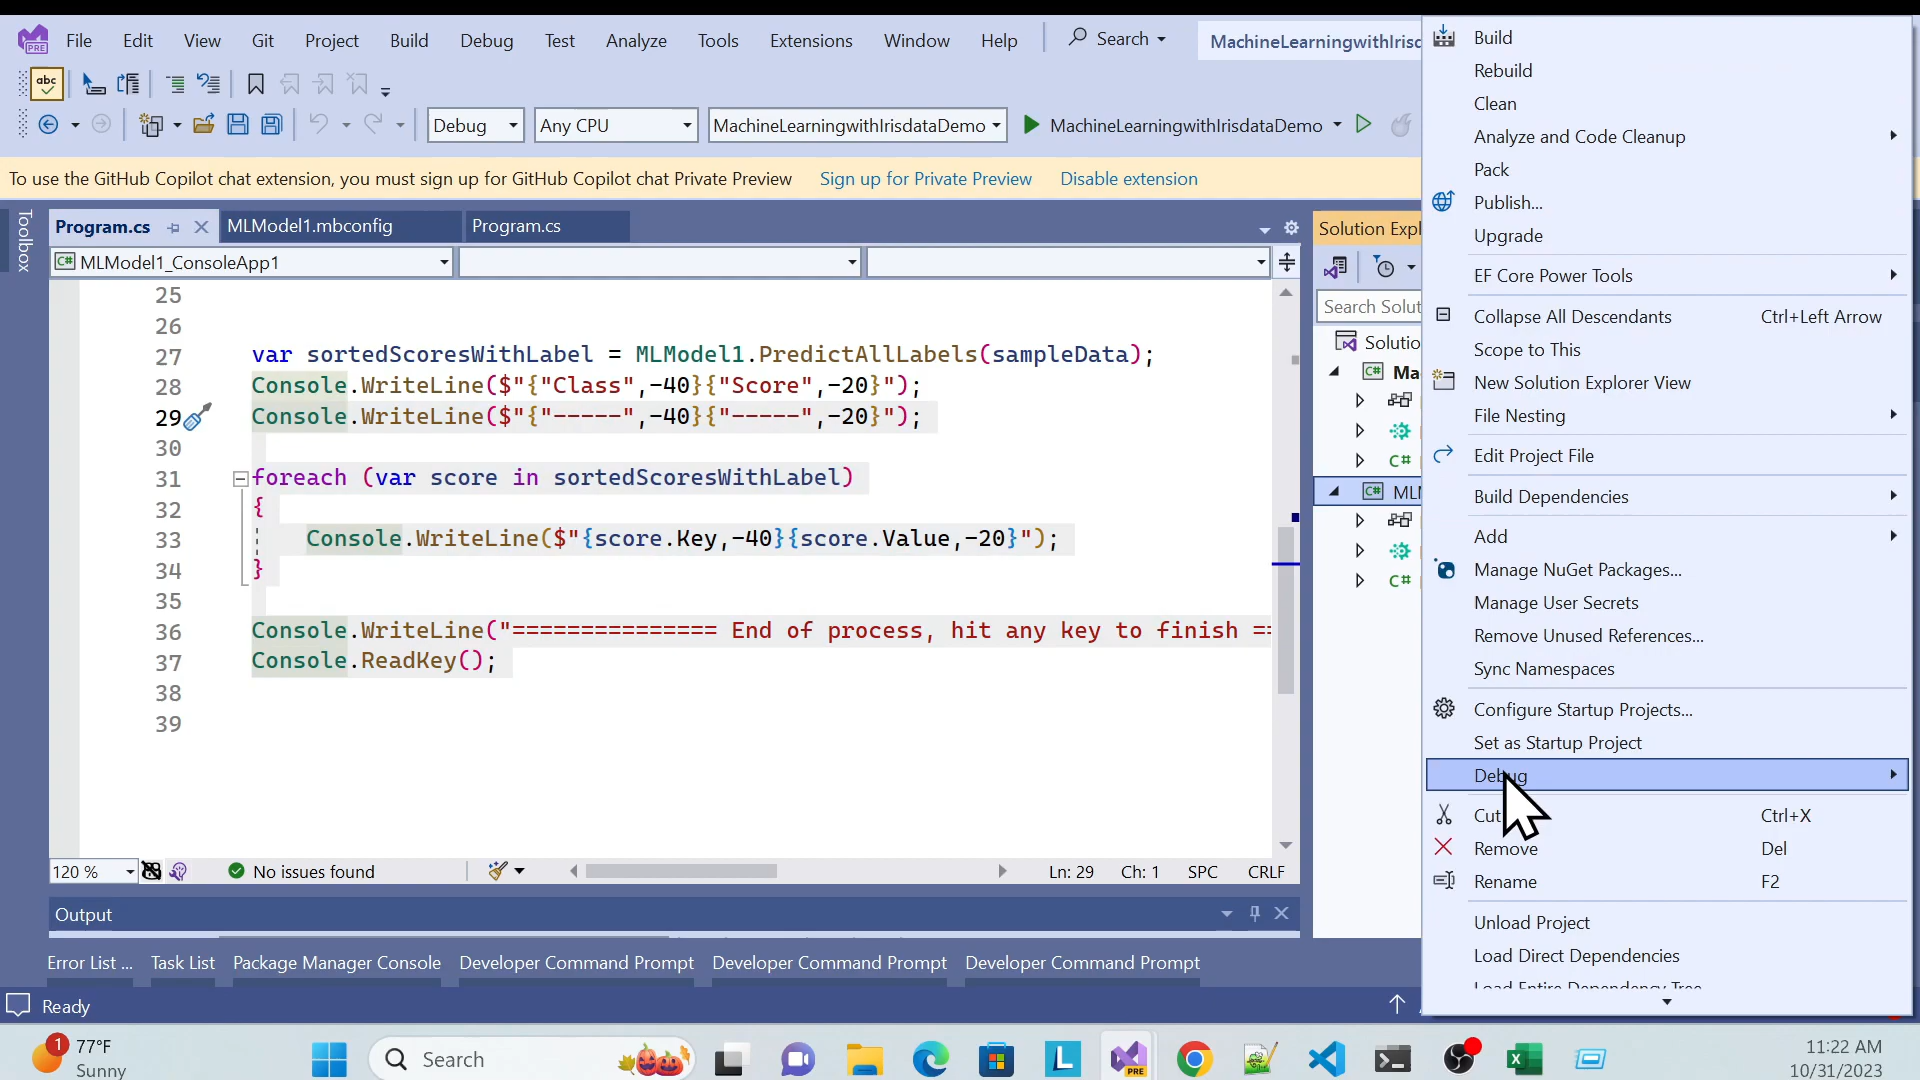 File Edit View Git Project Build Debug Test Analyze Tools Extensions Window Help Search MachineLearningwithIrisd
abc
Debug Any CPU MachineLearningwithIrisdataDemo MachineLearningwithIrisdataDemo
To use the GitHub Copilot chat extension, you must sign up for GitHub Copilot chat Private Preview Sign up for Private Preview Disable extension
Toolbox
Program.cs MLModel1.mbconfig Program.cs
C# MLModel1_ConsoleApp1
25
26
27 var sortedScoresWithLabel = MLModel1.PredictAllLabels(sampleData);
28 Console.WriteLine($"{"Class",-40}{"Score",-20}");
29 Console.WriteLine($"{"-----",-40}{"-----",-20}");
30
31 foreach (var score in sortedScoresWithLabel)
32 {
33 Console.WriteLine($"{score.Key,-40}{score.Value,-20}");
34 }
35
36 Console.WriteLine("=============== End of process, hit any key to finish ==
37 Console.ReadKey();
38
39
120 % No issues found Ln: 29 Ch: 1 SPC CRLF
Output
Error List ... Task List Package Manager Console Developer Command Prompt Developer Command Prompt Developer Command Prompt
Ready
Solution Expl
Search Solut
Solutio
C# Ma
C#
C# MLM
C#
Build
Rebuild
Clean
Analyze and Code Cleanup
Pack
Publish...
Upgrade
EF Core Power Tools
Collapse All Descendants Ctrl+Left Arrow
Scope to This
New Solution Explorer View
File Nesting
Edit Project File
Build Dependencies
Add
Manage NuGet Packages...
Manage User Secrets
Remove Unused References...
Sync Namespaces
Configure Startup Projects...
Set as Startup Project
Debug
Cut Ctrl+X
Remove Del
Rename F2
Unload Project
Load Direct Dependencies
Load Entire Dependency Tree
1 77°F
Sunny
Search
L
PRE
11:22 AM
10/31/2023